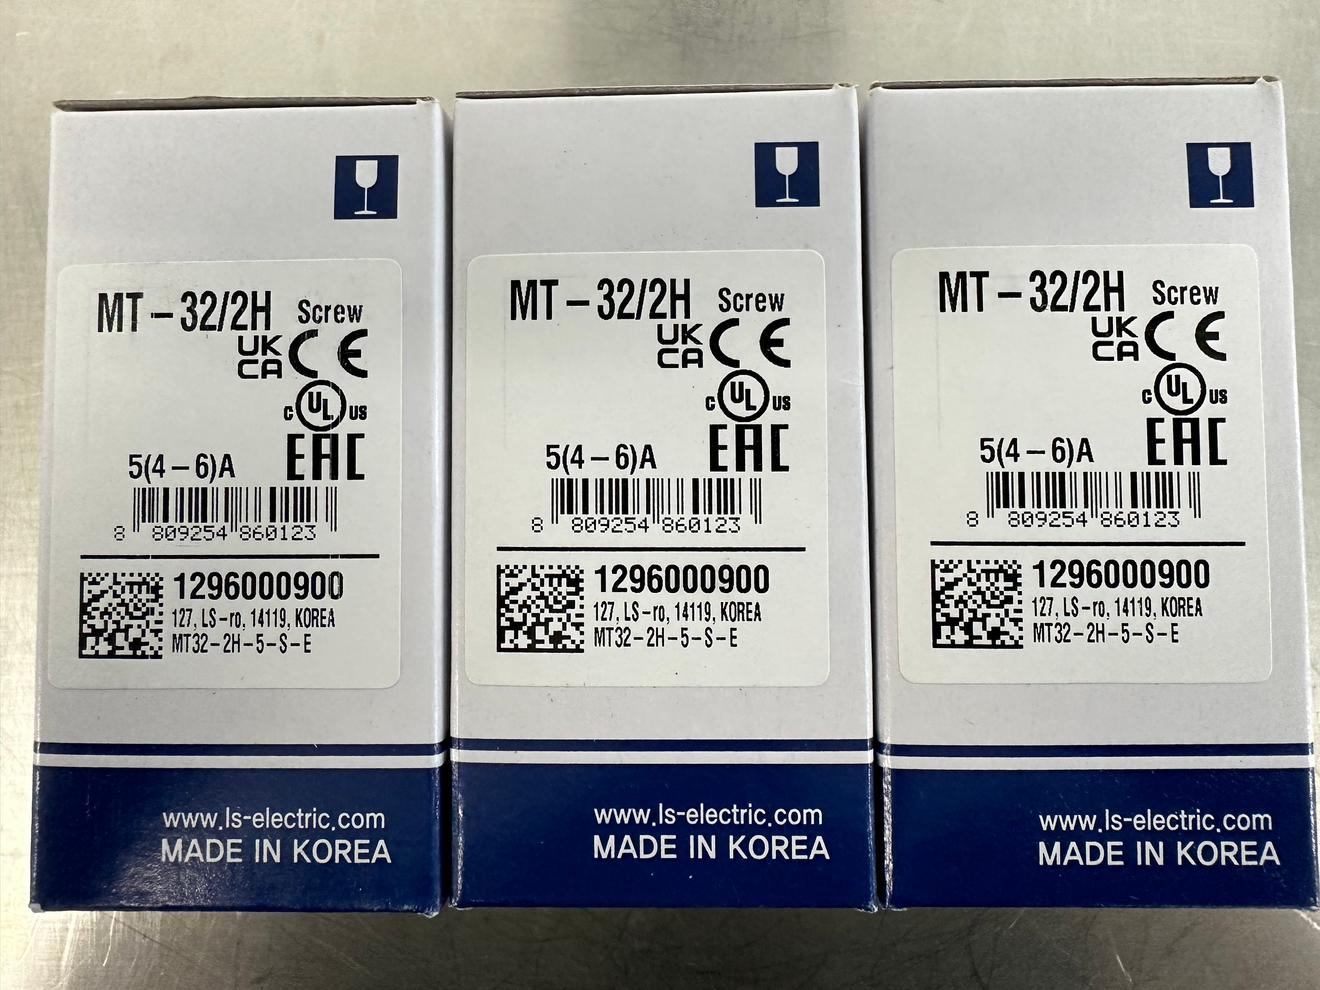 MT-32/2H Screw
UK
CA CE
C UL US
5(4-6)A EAC
8 809254 860123
1296000900
127, LS-ro, 14119, KOREA
MT32-2H-5-S-E
www.ls-electric.com
MADE IN KOREA
MT-32/2H Screw
UK
CA CE
C UL US
5(4-6)A EAC
8 809254 860123
1296000900
127, LS-ro, 14119, KOREA
MT32-2H-5-S-E
www.ls-electric.com
MADE IN KOREA
MT-32/2H Screw
UK
CA CE
C UL US
5(4-6)A EAC
8 809254 860123
1296000900
127, LS-ro, 14119, KOREA
MT32-2H-5-S-E
www.ls-electric.com
MADE IN KOREA